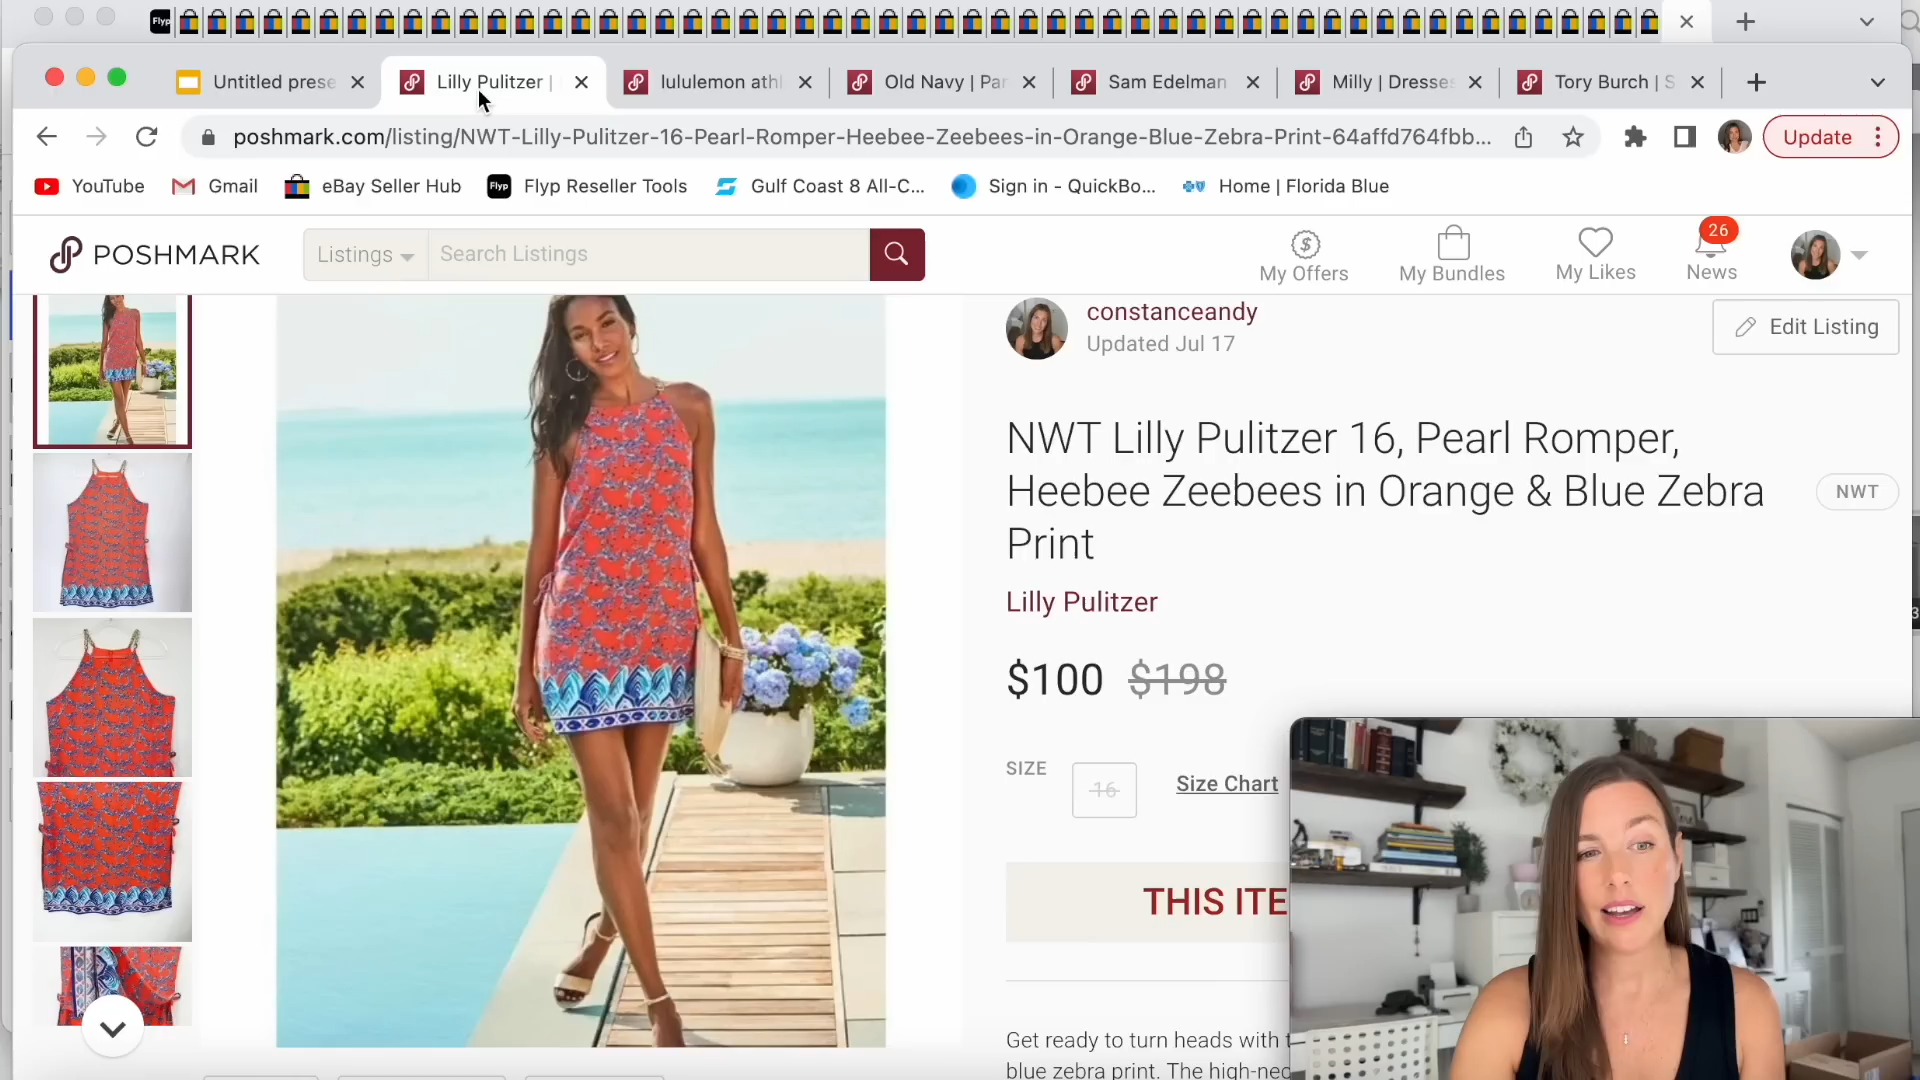 Flyp
Untitled prese
Lilly Pulitzer |
lululemon athl
Old Navy | Par
Sam Edelman
Milly | Dresse
Tory Burch | S
poshmark.com/listing/NWT-Lilly-Pulitzer-16-Pearl-Romper-Heebee-Zeebees-in-Orange-Blue-Zebra-Print-64affd764fbb...
Update
YouTube
Gmail
eBay Seller Hub
Flyp
Flyp Reseller Tools
Gulf Coast 8 All-C...
Sign in - QuickBo...
Home | Florida Blue
POSHMARK
Listings
Search Listings
My Offers
My Bundles
My Likes
26
News
constanceandy
Updated Jul 17
Edit Listing
NWT Lilly Pulitzer 16, Pearl Romper,
Heebee Zeebees in Orange & Blue Zebra
Print
NWT
Lilly Pulitzer
$100 $198
SIZE
16
Size Chart
THIS ITE
Get ready to turn heads with t
blue zebra print. The high-nec